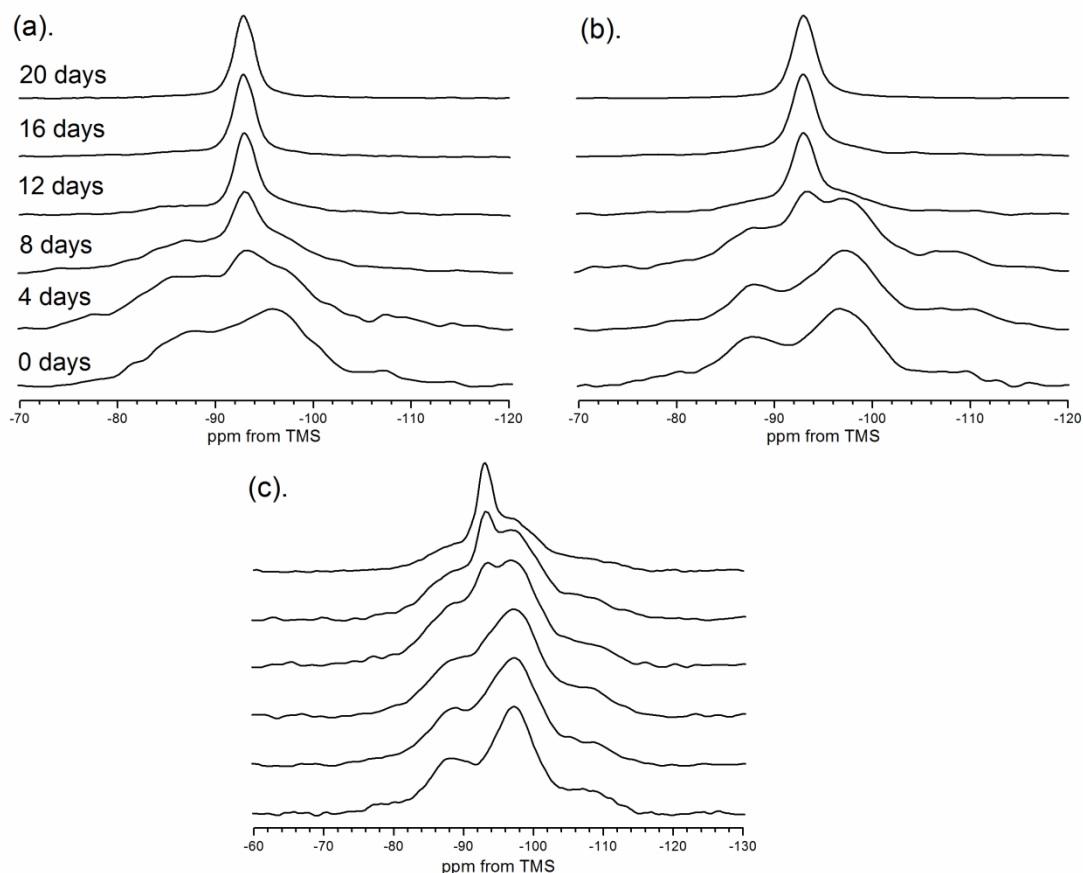 (a).
20 days
16 days
12 days
8 days
4 days
0 days
-70 -80 -90 -100 -110 -120
ppm from TMS
(b).
-70 -80 -90 -100 -110 -120
ppm from TMS
(c).
-60 -70 -80 -90 -100 -110 -120 -130
ppm from TMS